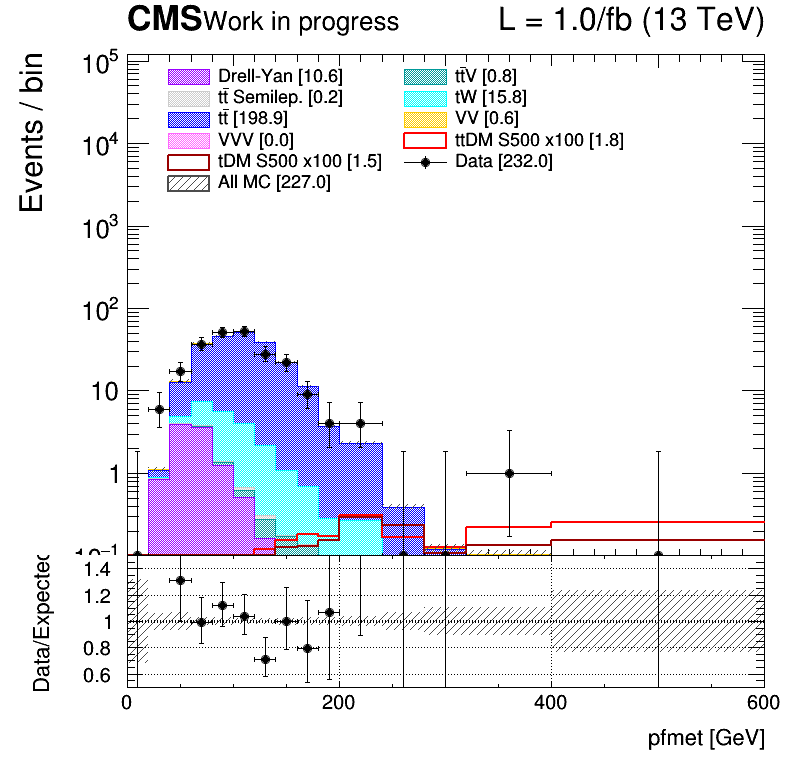 CMS Work in progress L = 1.0/fb (13 TeV)
Events / bin
10⁵
10⁴
10³
10²
10
1
10⁻¹
Drell-Yan [10.6]
tt̄V [0.8]
tt̄ Semilep. [0.2]
tW [15.8]
tt̄ [198.9]
VV [0.6]
VVV [0.0]
ttDM S500 x100 [1.8]
tDM S500 x100 [1.5]
Data [232.0]
All MC [227.0]
Data/Expected
1.4
1.2
1
0.8
0.6
0 200 400 600
pfmet [GeV]